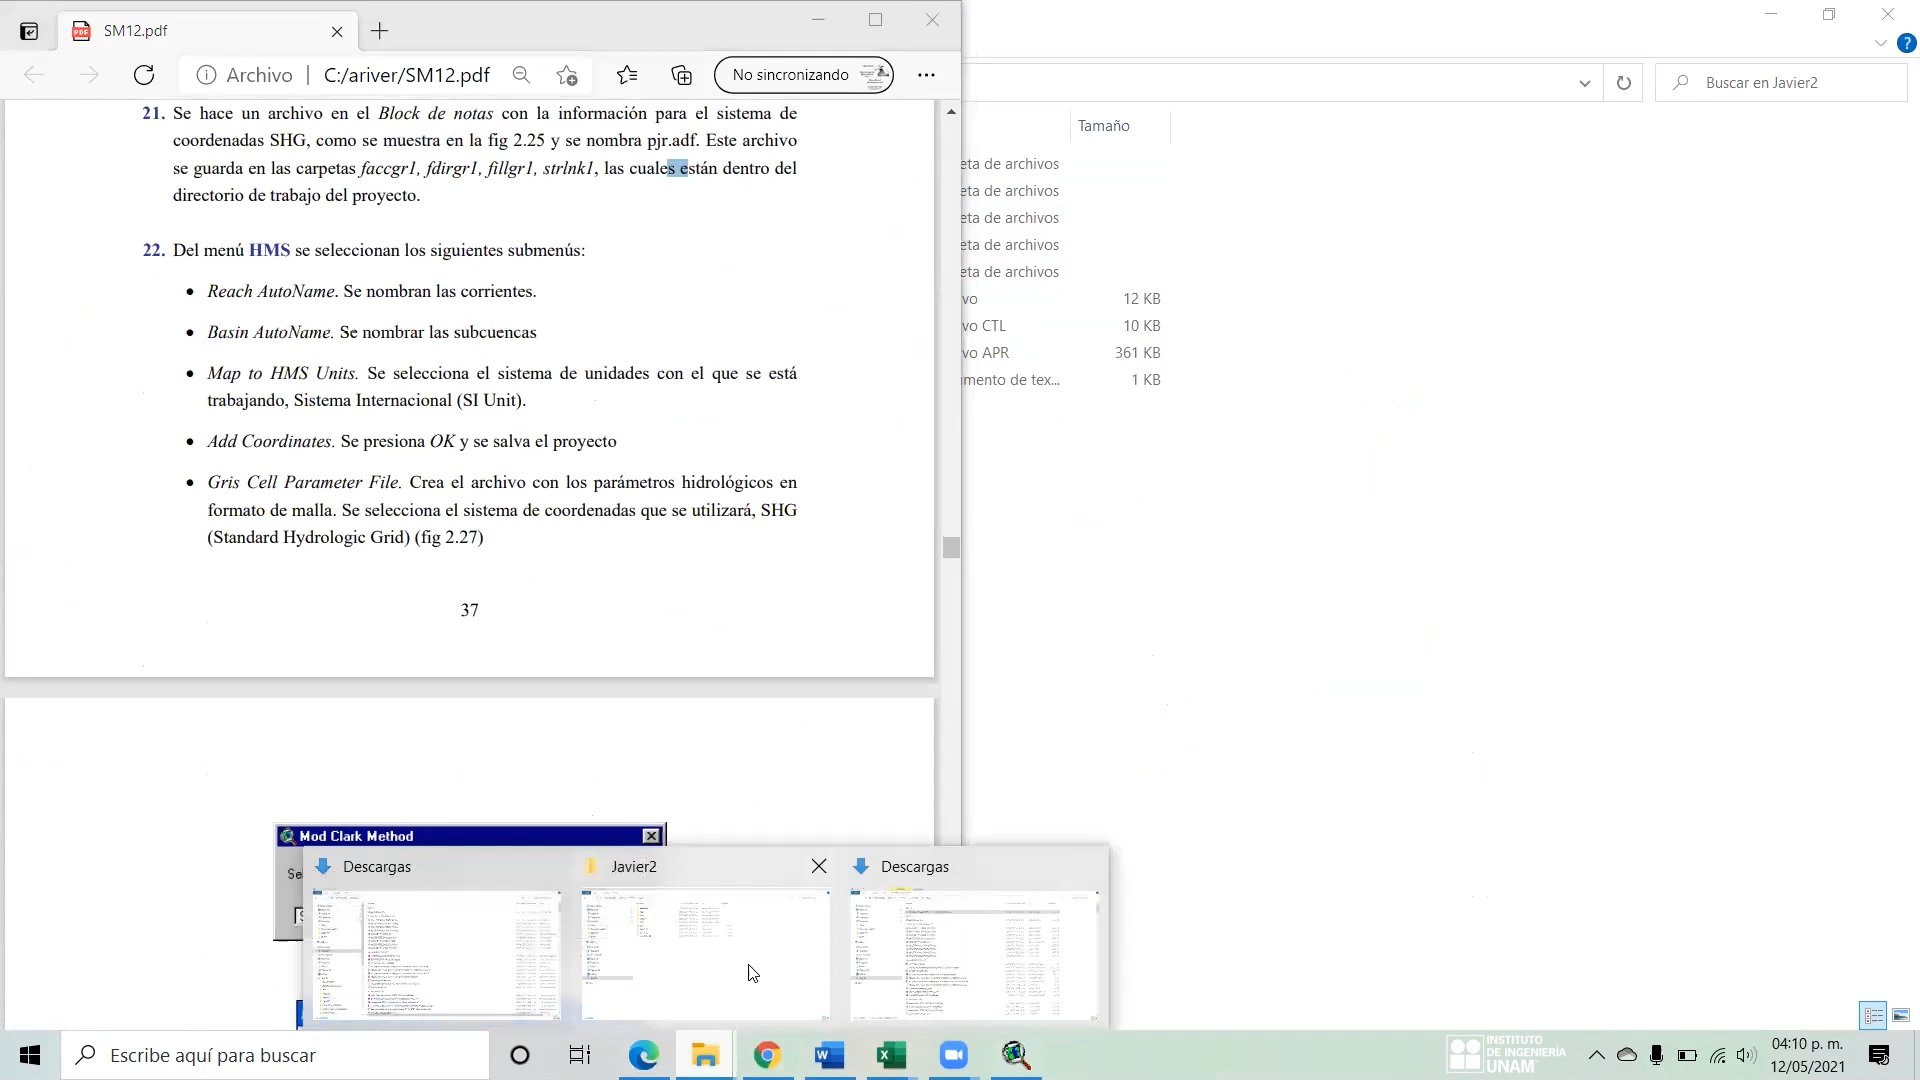 SM12.pdf
Archivo
C:/ariver/SM12.pdf
No sincronizando
Buscar en Javier2
Tamaño
21. Se hace un archivo en el Block de notas con la información para el sistema de
coordenadas SHG, como se muestra en la fig 2.25 y se nombra pjr.adf. Este archivo
se guarda en las carpetas faccgr1, fdirgr1, fillgr1, strlnk1, las cuales están dentro del
directorio de trabajo del proyecto.
22. Del menú HMS se seleccionan los siguientes submenús:
• Reach AutoName. Se nombran las corrientes.
• Basin AutoName. Se nombrar las subcuencas
• Map to HMS Units. Se selecciona el sistema de unidades con el que se está
trabajando, Sistema Internacional (SI Unit).
• Add Coordinates. Se presiona OK y se salva el proyecto
• Gris Cell Parameter File. Crea el archivo con los parámetros hidrológicos en
formato de malla. Se selecciona el sistema de coordenadas que se utilizará, SHG
(Standard Hydrologic Grid) (fig 2.27)
37
eta de archivos
eta de archivos
eta de archivos
eta de archivos
eta de archivos
vo 12 KB
vo CTL 10 KB
vo APR 361 KB
mento de tex... 1 KB
Mod Clark Method
Se
Descargas
Javier2
Descargas
Escribe aquí para buscar
INSTITUTO
DE INGENIERÍA
UNAM
04:10 p. m.
12/05/2021